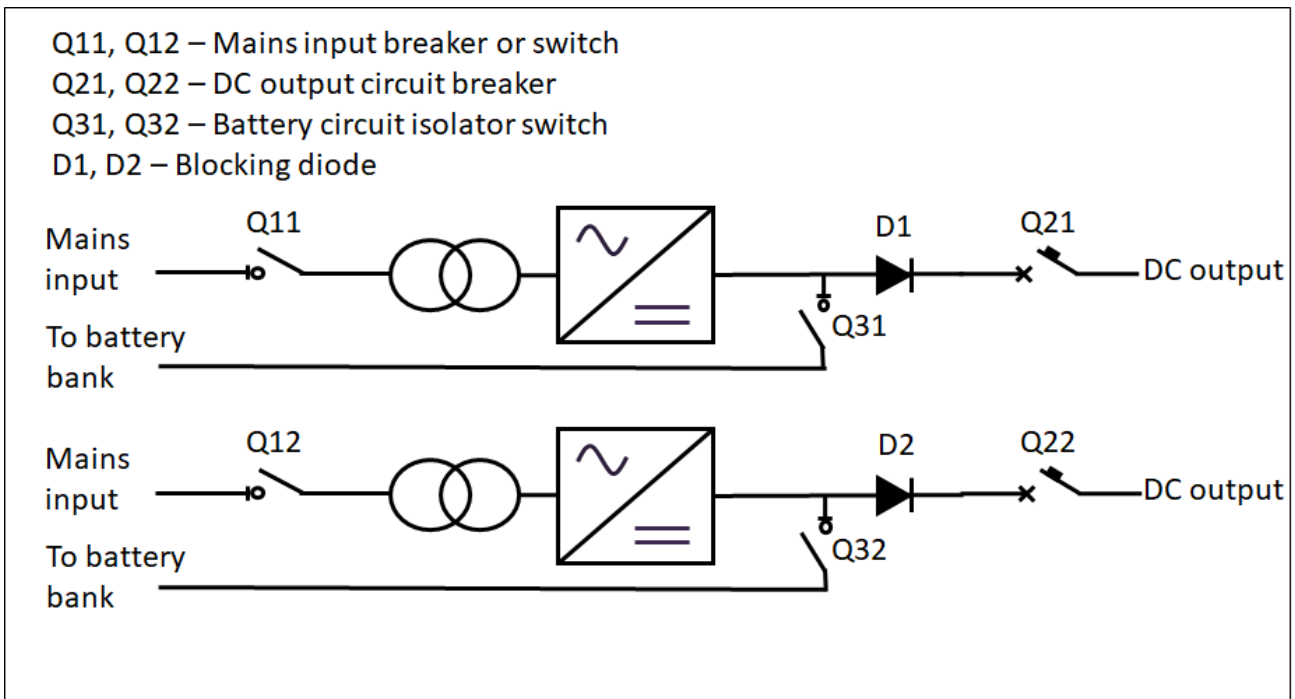 Q11, Q12 – Mains input breaker or switch
Q21, Q22 – DC output circuit breaker
Q31, Q32 – Battery circuit isolator switch
D1, D2 – Blocking diode
Mains
input
Q11
D1
Q21
DC output
Q31
To battery
bank
Mains
input
Q12
D2
Q22
DC output
Q32
To battery
bank